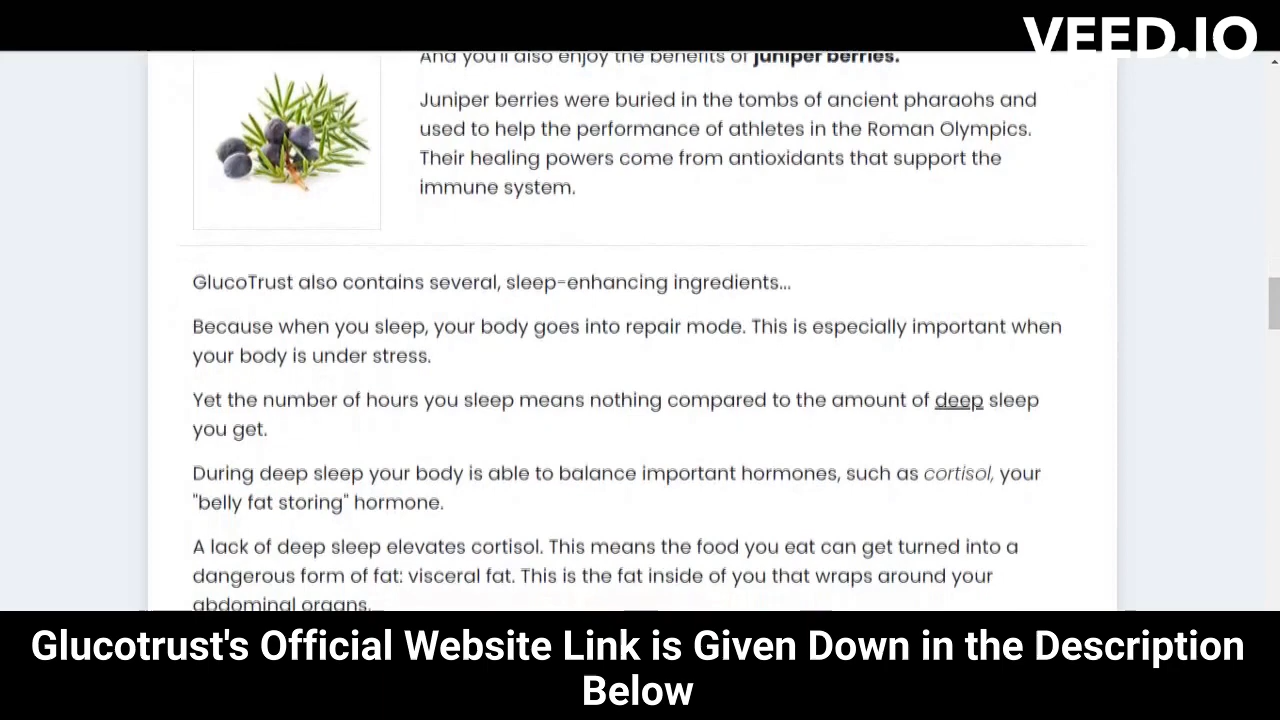 VEED.IO
And you'll also enjoy the benefits of juniper berries.
Juniper berries were buried in the tombs of ancient pharaohs and
used to help the performance of athletes in the Roman Olympics.
Their healing powers come from antioxidants that support the
immune system.
GlucoTrust also contains several, sleep-enhancing ingredients...
Because when you sleep, your body goes into repair mode. This is especially important when
your body is under stress.
Yet the number of hours you sleep means nothing compared to the amount of deep sleep
you get.
During deep sleep your body is able to balance important hormones, such as cortisol, your
"belly fat storing" hormone.
A lack of deep sleep elevates cortisol. This means the food you eat can get turned into a
dangerous form of fat: visceral fat. This is the fat inside of you that wraps around your
abdominal organs.
Glucotrust's Official Website Link is Given Down in the Description
Below